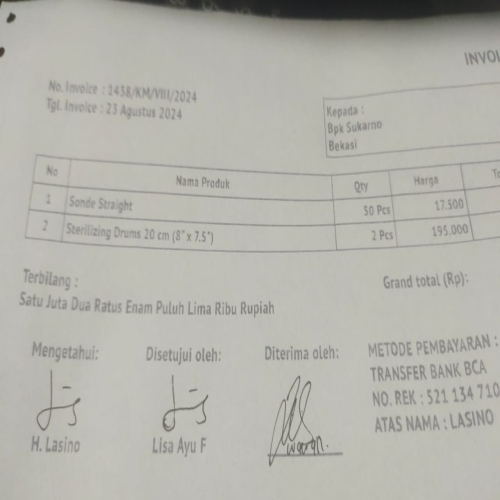 No. Invoice : 1438/KM/VIII/2024
Tgl. Invoice : 23 Agustus 2024
Kepada :
Bpk Sukarno
Bekasi
No Nama Produk Qty Harga
1 Sonde Straight 50 Pcs 17.300
2 Sterilizing Drums 20 cm (8" x 7.5") 2 Pcs 195.000
Terbilang :
Satu Juta Dua Ratus Enam Puluh Lima Ribu Rupiah
Grand total (Rp):
Mengetahui: Disetujui oleh: Diterima oleh:
H. Lasino Lisa Ayu F
METODE PEMBAYARAN :
TRANSFER BANK BCA
NO. REK : 521 134 710
ATAS NAMA : LASINO